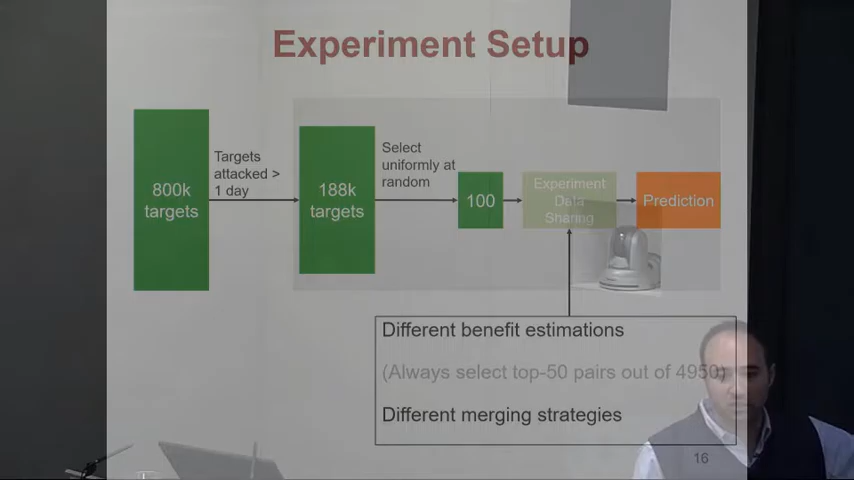 Experiment Setup
800k
targets
Targets
attacked >
1 day
188k
targets
Select
uniformly at
random
100
Experiment
Data
Sharing
Prediction
Different benefit estimations
(Always select top-50 pairs out of 4950)
Different merging strategies
16